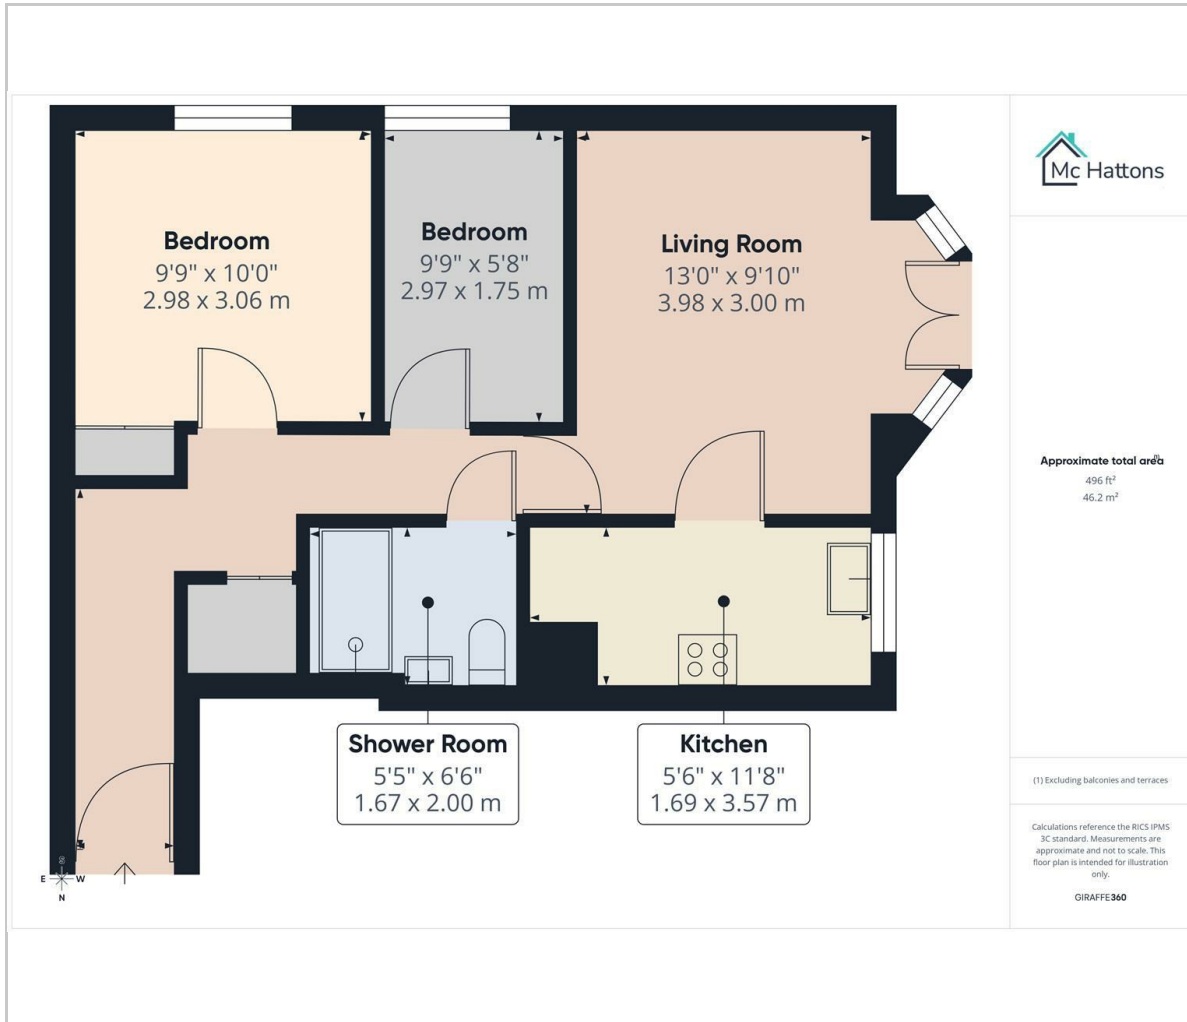 Bedroom
9'9" x 10'0"
2.98 x 3.06 m
Bedroom
9'9" x 5'8"
2.97 x 1.75 m
Living Room
13'0" x 9'10"
3.98 x 3.00 m
Shower Room
5'5" x 6'6"
1.67 x 2.00 m
Kitchen
5'6" x 11'8"
1.69 x 3.57 m
E W
N
Mc Hattons
Approximate total area(1)
496 ft²
46.2 m²
(1) Excluding balconies and terraces
Calculations reference the RICS IPMS
3C standard. Measurements are
approximate and not to scale. This
floor plan is intended for illustration
only.
GIRAFFE360